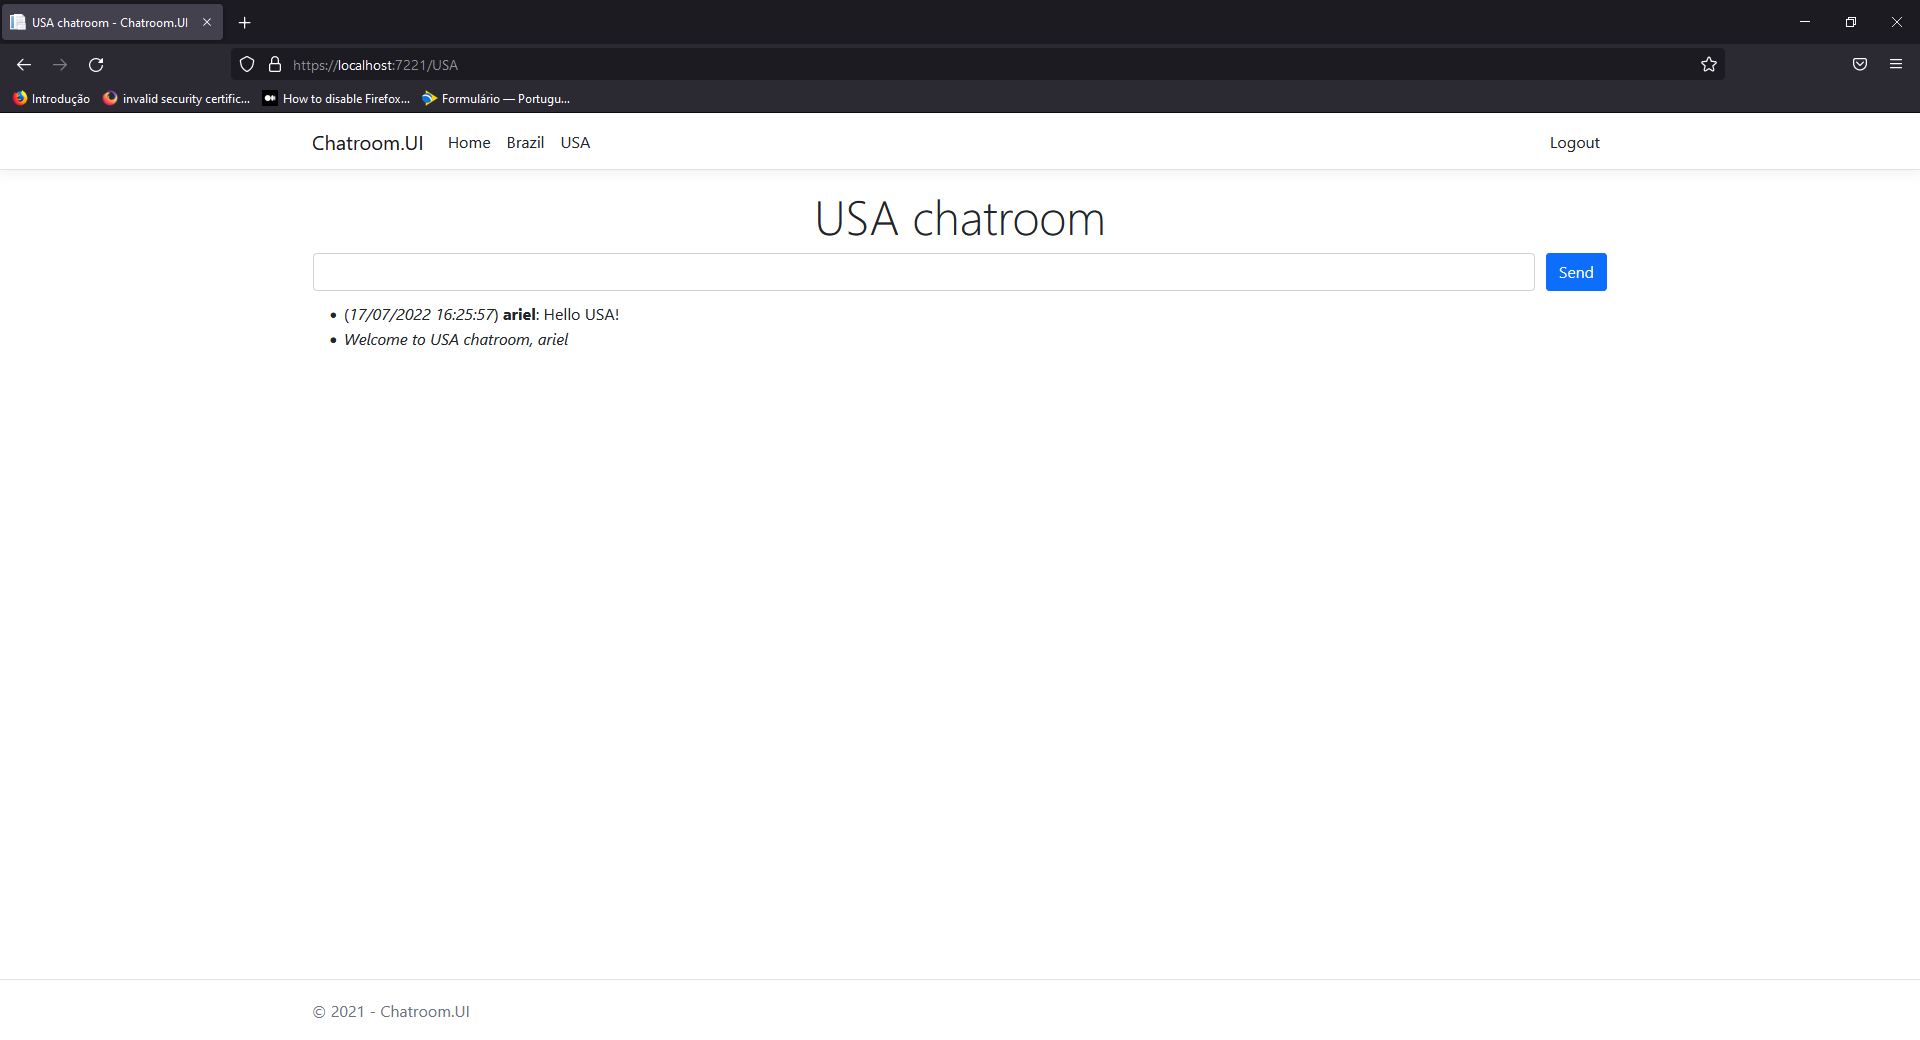 USA chatroom - Chatroom.UI
https://localhost:7221/USA
Introdução invalid security certific... How to disable Firefox... Formulário — Portugu...
Chatroom.UI Home Brazil USA Logout
USA chatroom
Send
(17/07/2022 16:25:57) ariel: Hello USA!
Welcome to USA chatroom, ariel
© 2021 - Chatroom.UI